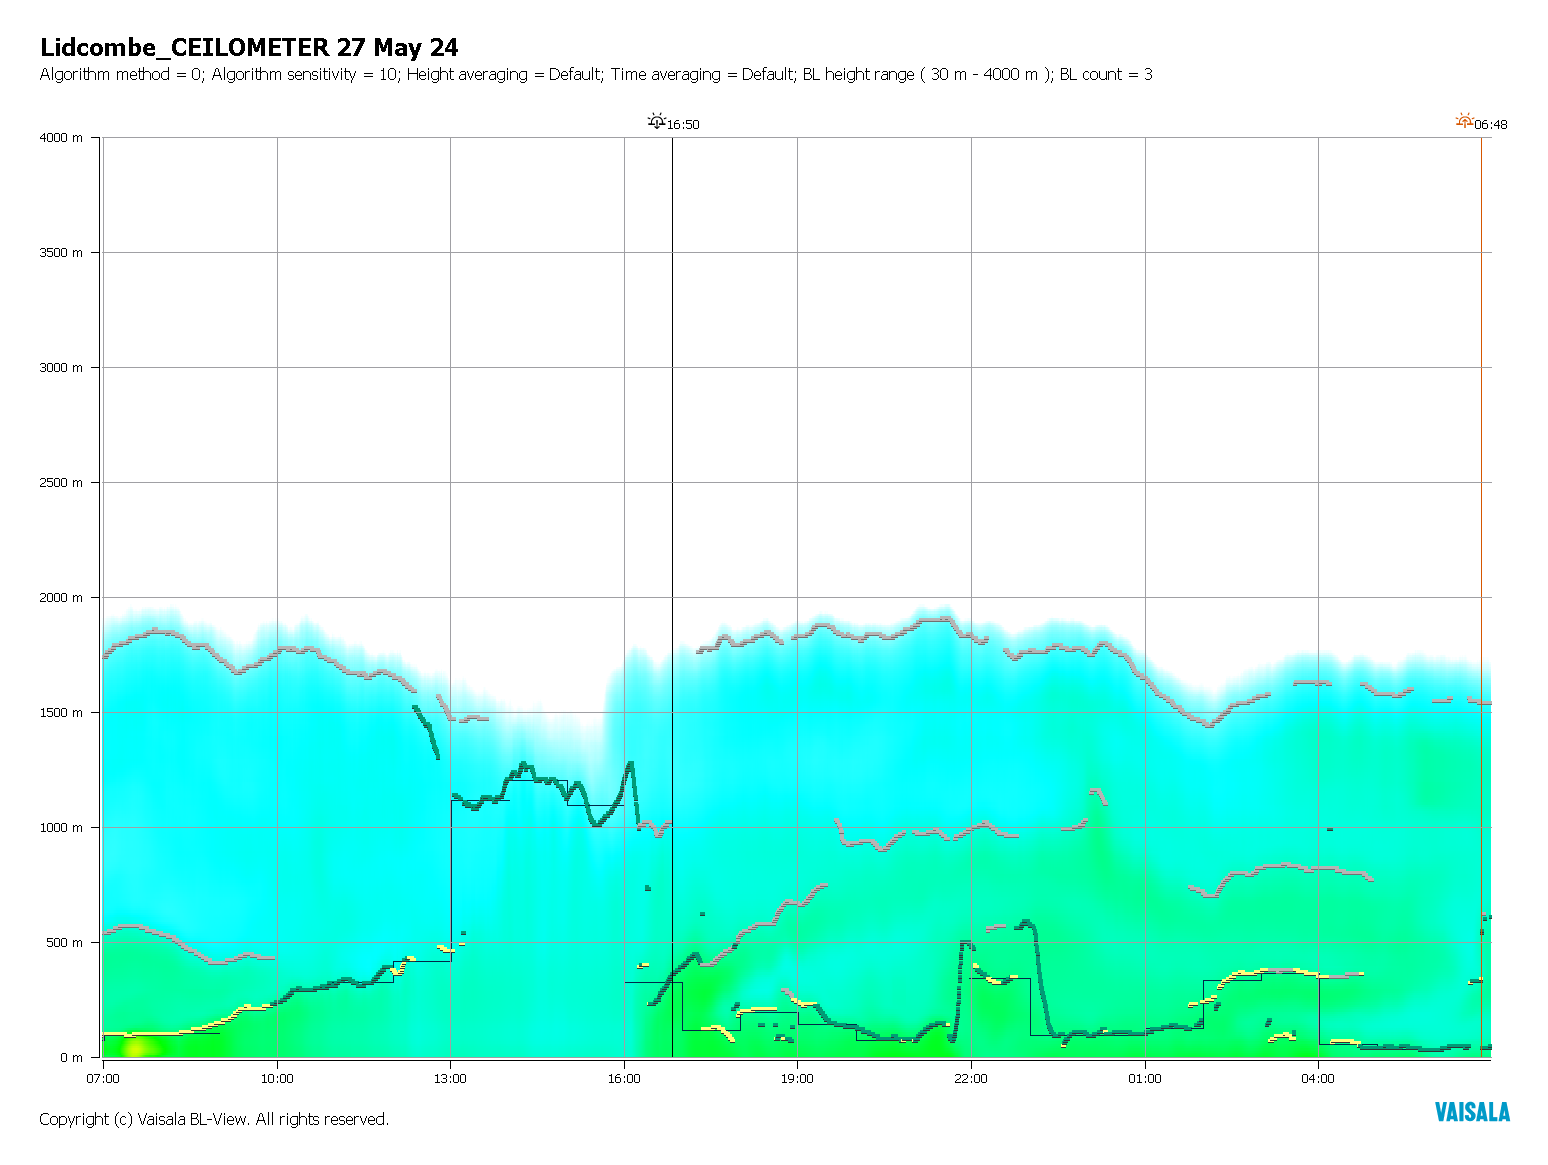 Lidcombe_CEILOMETER 27 May 24
Algorithm method = 0; Algorithm sensitivity = 10; Height averaging = Default; Time averaging = Default; BL height range ( 30 m - 4000 m ); BL count = 3
16:50
06:48
4000 m
3500 m
3000 m
2500 m
2000 m
1500 m
1000 m
500 m
0 m
07:00 10:00 13:00 16:00 19:00 22:00 01:00 04:00
Copyright (c) Vaisala BL-View. All rights reserved.
VAISALA